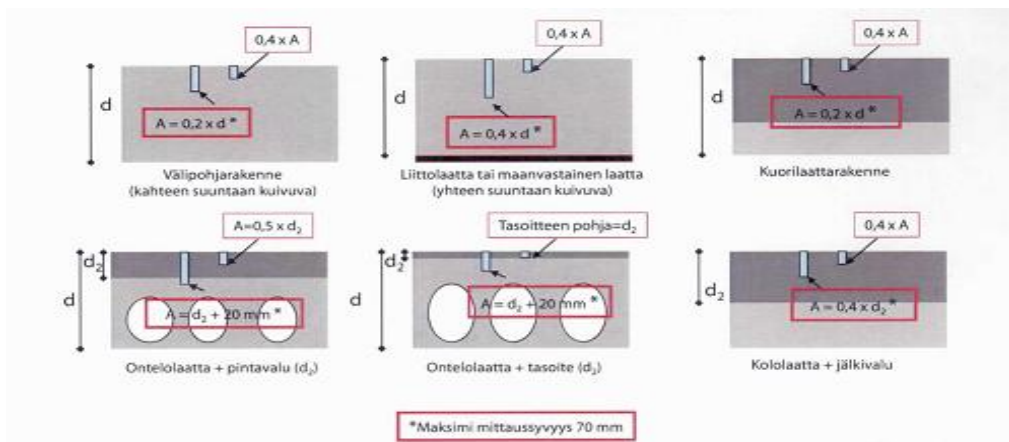 0,4 x A
0,4 x A
0,4 x A
d
A = 0,2 x d *
d
A = 0,4 x d *
d
A = 0,2 x d *
Välipohjarakenne
(kahteen suuntaan kuivuva)
Liittolaatta tai maanvastainen laatta
(yhteen suuntaan kuivuva)
Kuorilaattarakenne
A=0,5 x d₂
Tasoitteen pohja=d₂
0,4 x A
d₂
d
A = d₂ + 20 mm *
d₂
d
A = d₂ + 20 mm *
d₂
A = 0,4 x d₂ *
Ontelolaatta + pintavalu (d₂)
Ontelolaatta + tasoite (d₂)
Kololaatta + jälkivalu
*Maksimi mittaussyvyys 70 mm